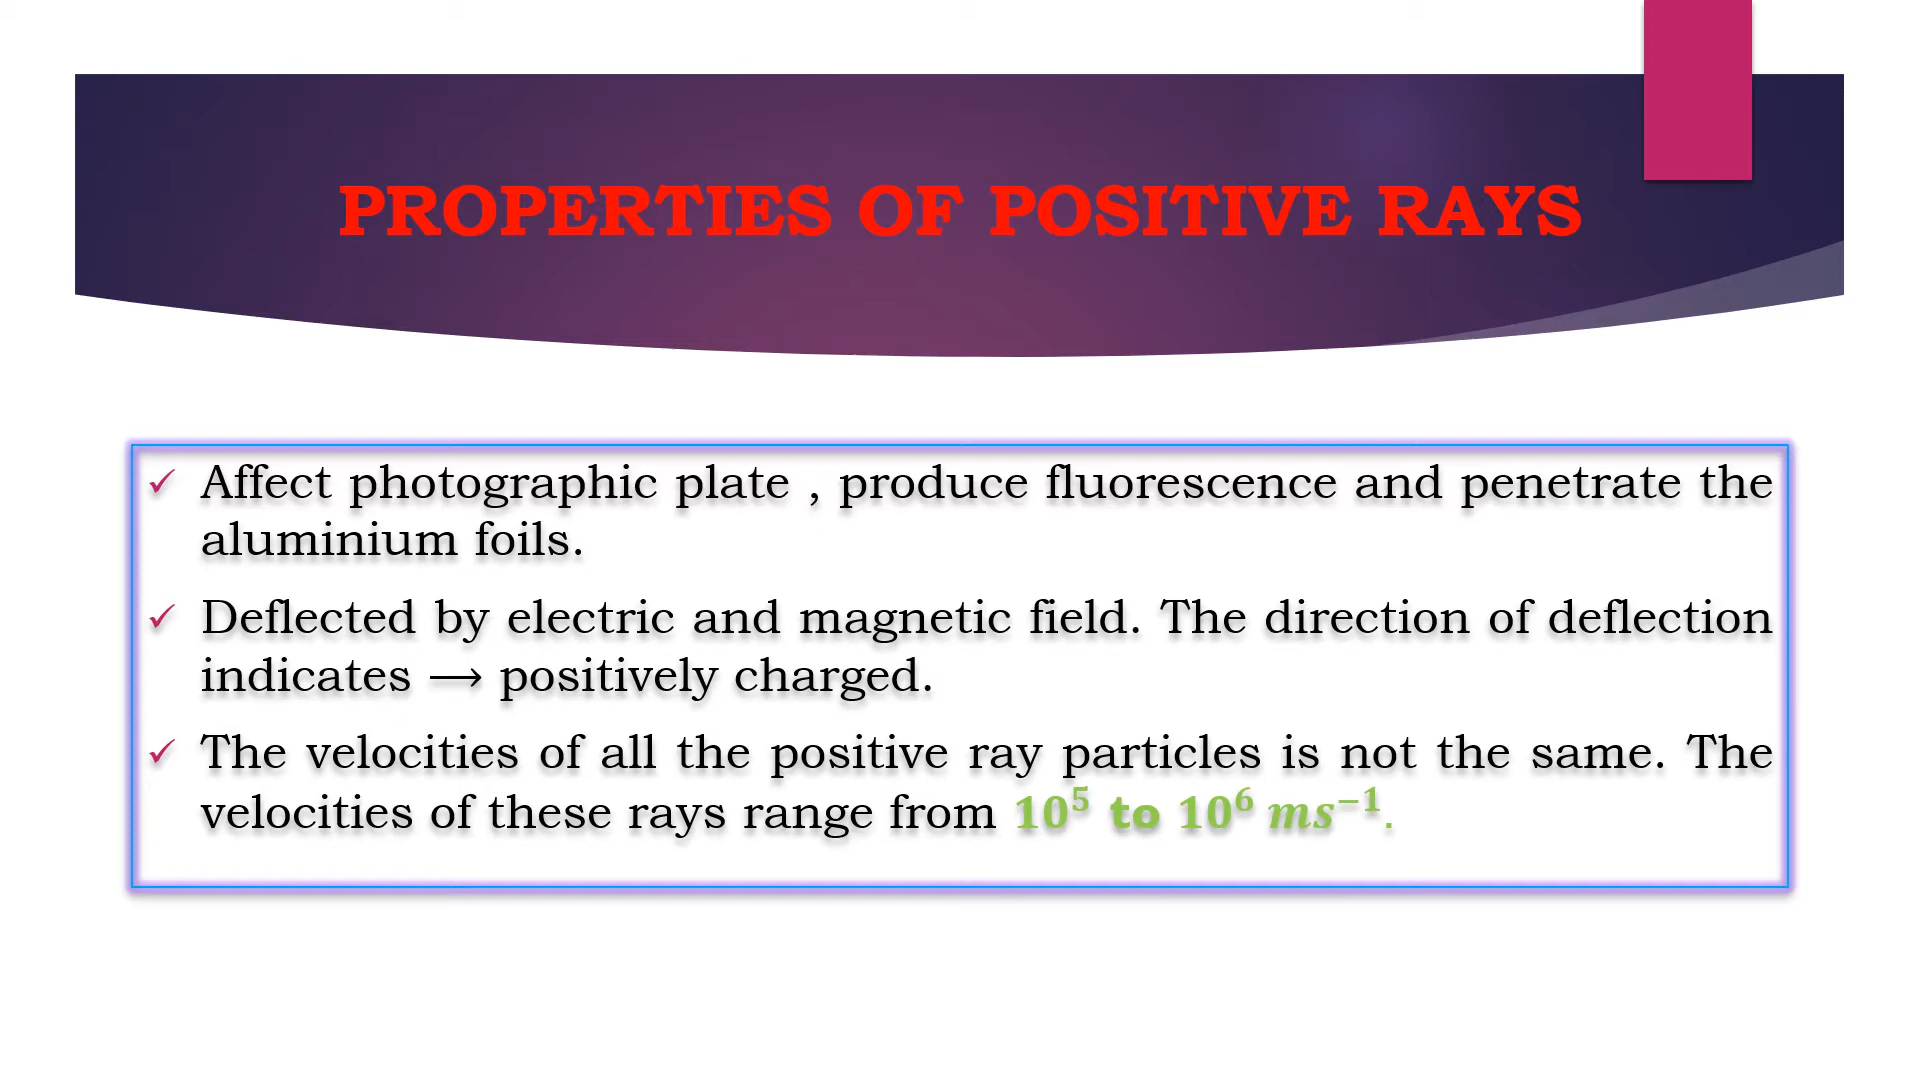 PROPERTIES OF POSITIVE RAYS
✓ Affect photographic plate , produce fluorescence and penetrate the
aluminium foils.
✓ Deflected by electric and magnetic field. The direction of deflection
indicates ⟶ positively charged.
✓ The velocities of all the positive ray particles is not the same. The
velocities of these rays range from 10⁵ to 10⁶ ms⁻¹.